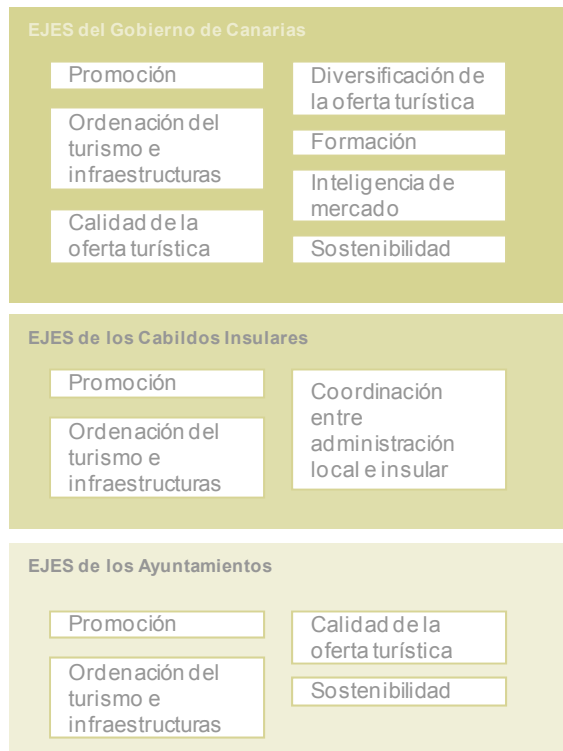 EJES del Gobierno de Canarias
Promoción
Ordenación del
turismo e
infraestructuras
Calidad de la
oferta turística
Diversificación de
la oferta turística
Formación
Inteligencia de
mercado
Sostenibilidad
EJES de los Cabildos Insulares
Promoción
Ordenación del
turismo e
infraestructuras
Coordinación
entre
administración
local e insular
EJES de los Ayuntamientos
Promoción
Ordenación del
turismo e
infraestructuras
Calidad de la
oferta turística
Sostenibilidad